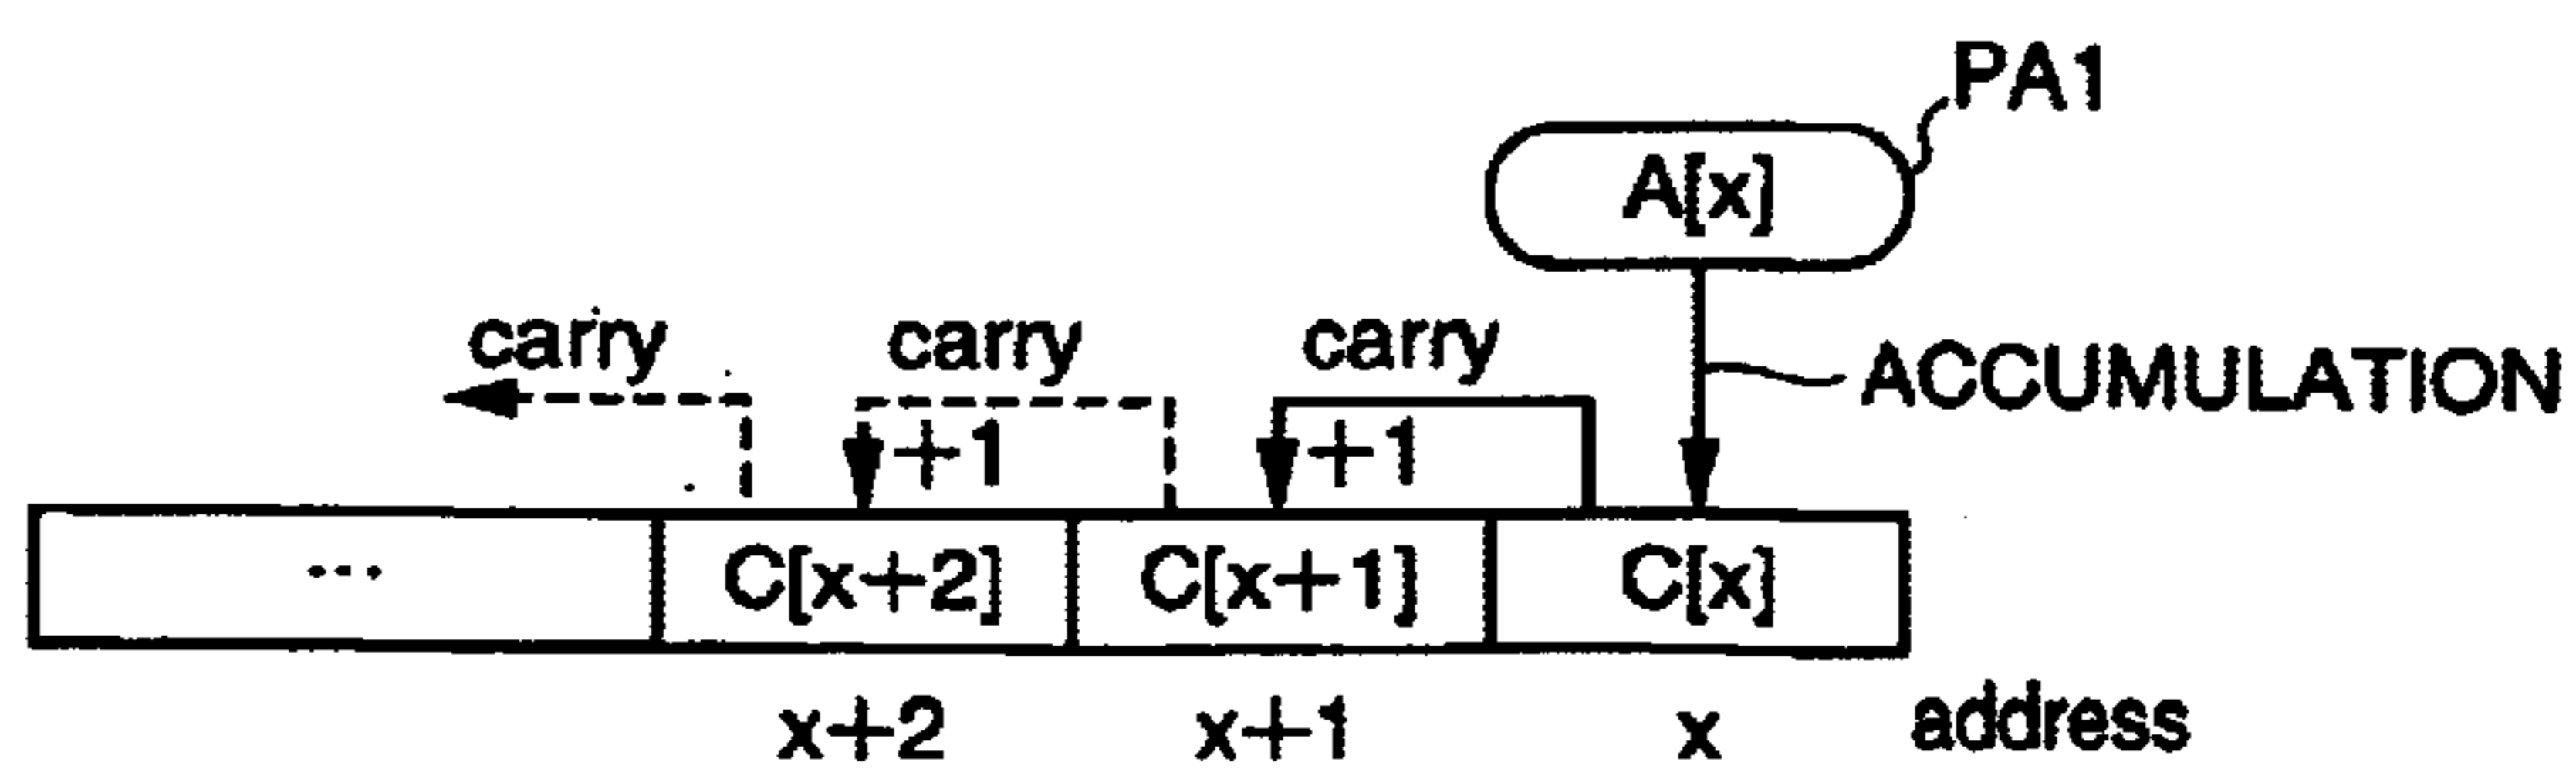 PA1
A[x]
carry carry carry
ACCUMULATION
+1 +1
... C[x+2] C[x+1] C[x]
x+2 x+1 x address